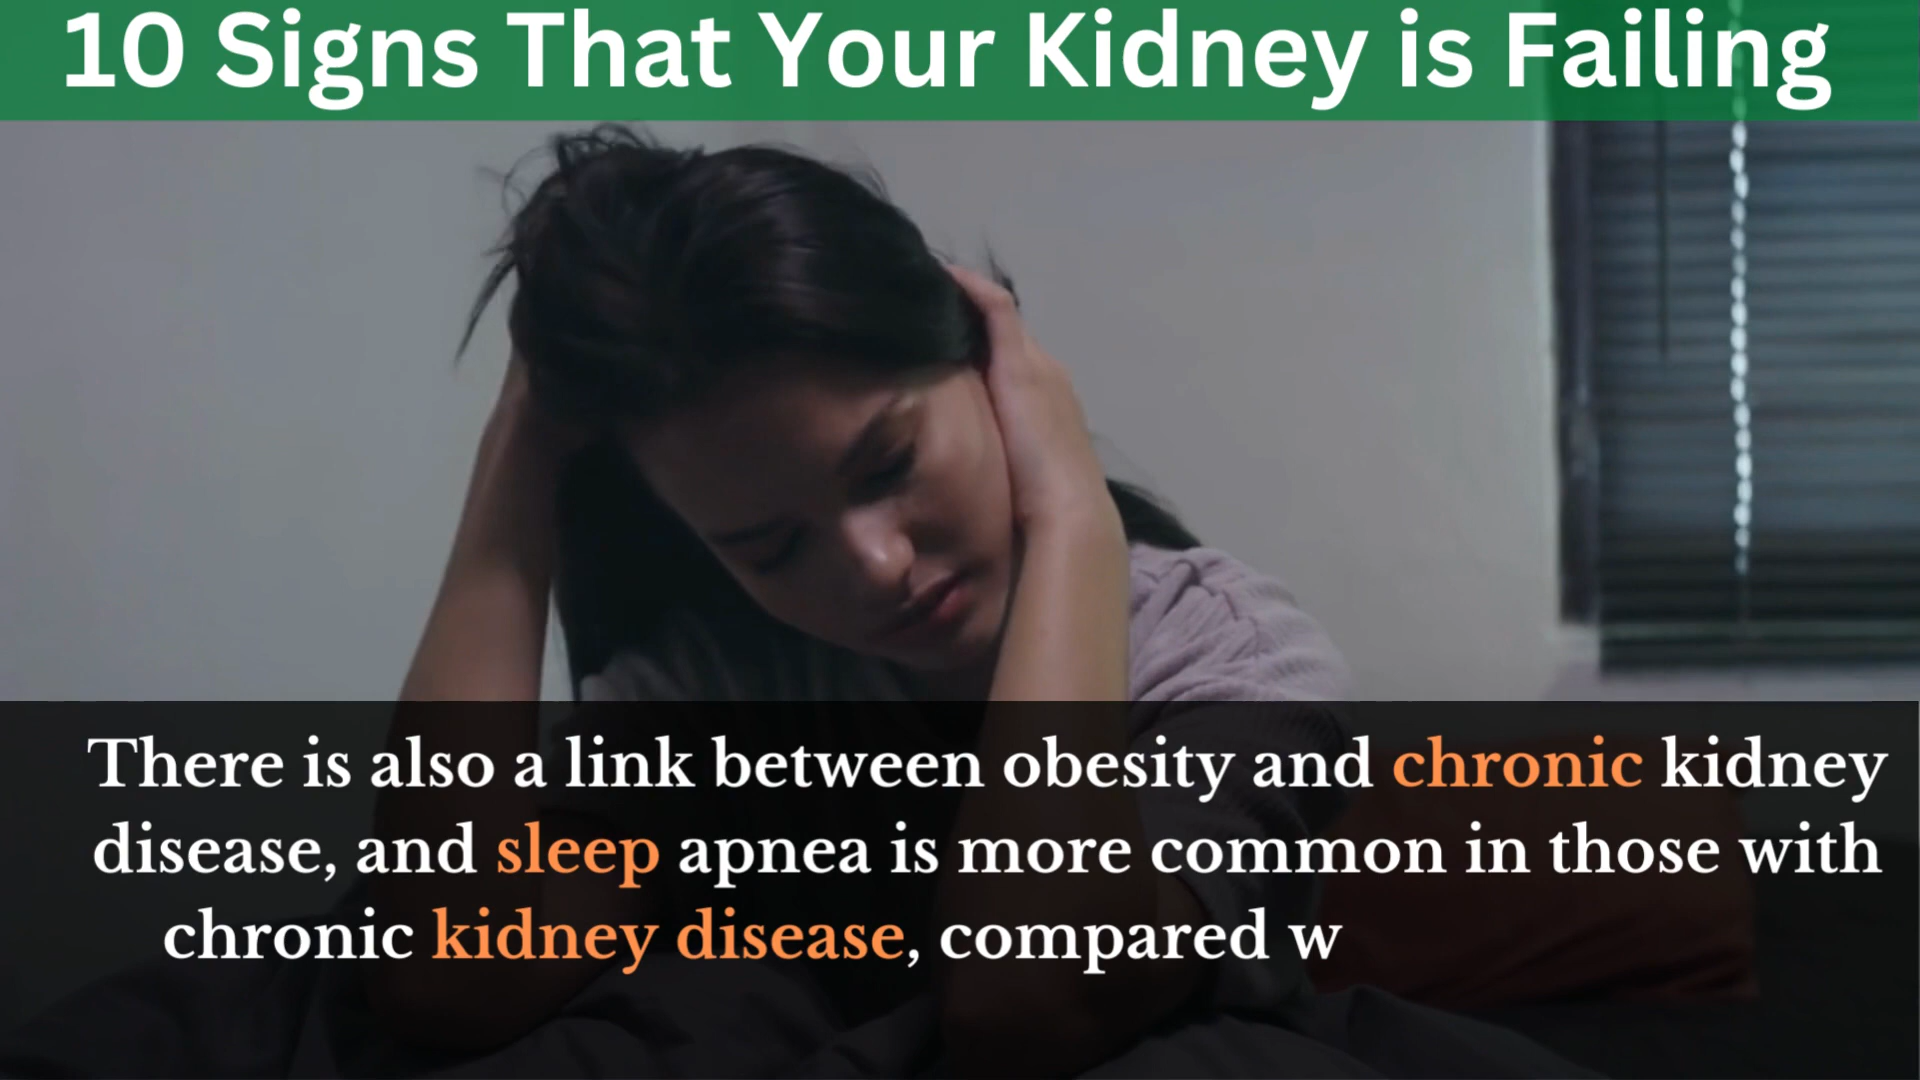 10 Signs That Your Kidney is Failing
There is also a link between obesity and chronic kidney
disease, and sleep apnea is more common in those with
chronic kidney disease, compared w